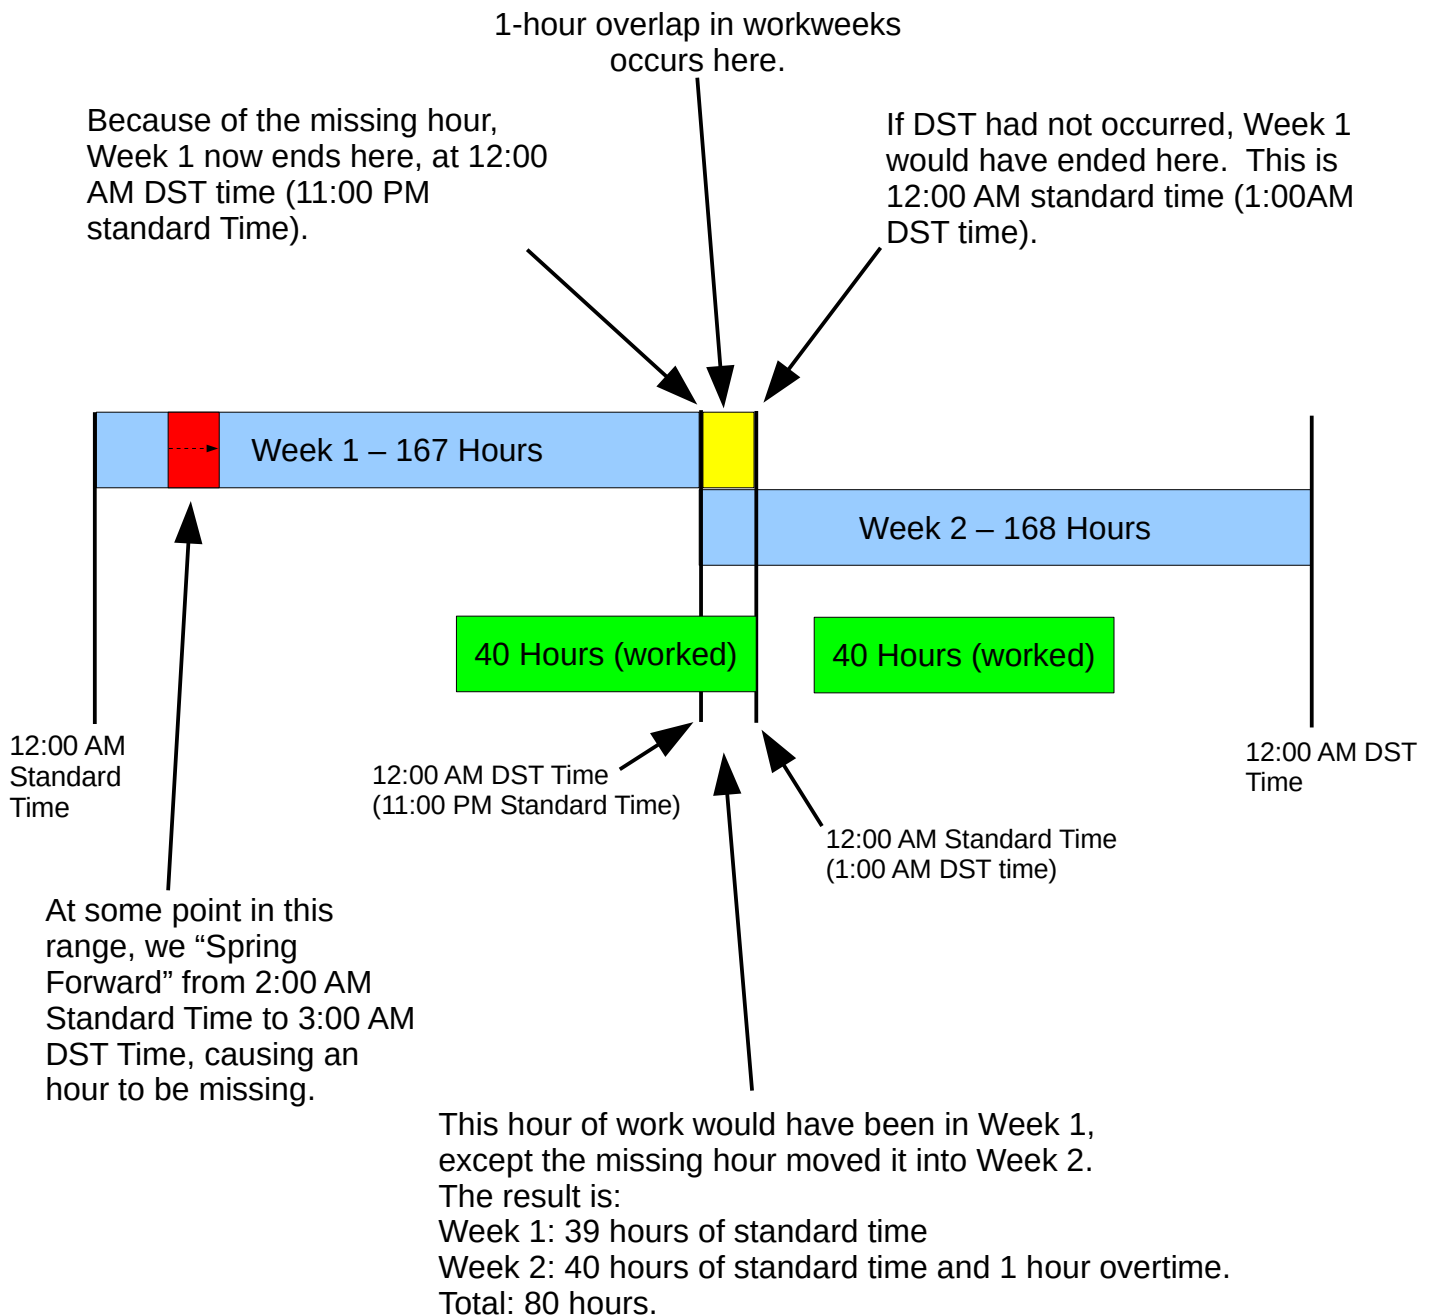 1-hour overlap in workweeks
occurs here.
Because of the missing hour,
Week 1 now ends here, at 12:00
AM DST time (11:00 PM
standard Time).
If DST had not occurred, Week 1
would have ended here.  This is
12:00 AM standard time (1:00AM
DST time).
Week 1 – 167 Hours
Week 2 – 168 Hours
40 Hours (worked)
40 Hours (worked)
12:00 AM
Standard
Time
12:00 AM DST Time
(11:00 PM Standard Time)
12:00 AM Standard Time
(1:00 AM DST time)
12:00 AM DST
Time
At some point in this
range, we “Spring
Forward” from 2:00 AM
Standard Time to 3:00 AM
DST Time, causing an
hour to be missing.
This hour of work would have been in Week 1,
except the missing hour moved it into Week 2.
The result is:
Week 1: 39 hours of standard time
Week 2: 40 hours of standard time and 1 hour overtime.
Total: 80 hours.